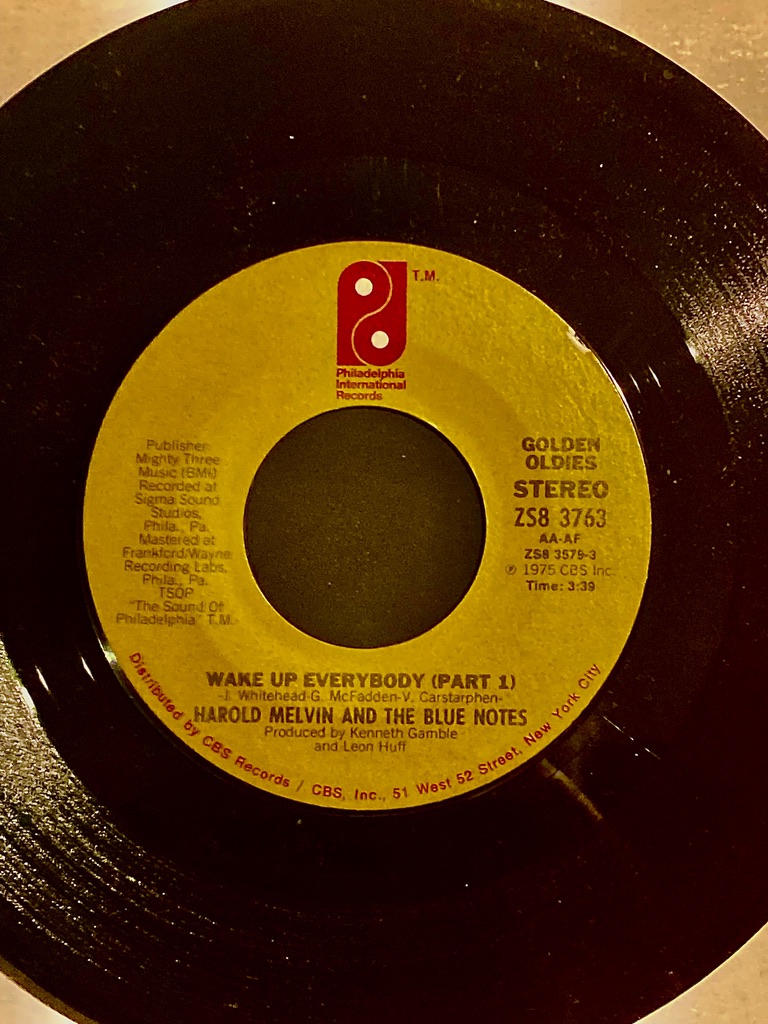 T.M.
Philadelphia
International
Records
Publisher
Mighty Three
Music (BMI)
Recorded at
Sigma Sound
Studios,
Phila., Pa.
Mastered at
Frankford/Wayne
Recording Labs,
Phila., Pa.
TSOP
"The Sound Of
Philadelphia" T.M.
GOLDEN
OLDIES
STEREO
ZS8 3763
AA-AF
ZS8 3579-3
℗ 1975 CBS Inc.
Time: 3:39
WAKE UP EVERYBODY (PART 1)
-J. Whitehead-G. McFadden-V. Carstarphen-
HAROLD MELVIN AND THE BLUE NOTES
Produced by Kenneth Gamble
and Leon Huff
Distributed by CBS Records / CBS, Inc., 51 West 52 Street, New York City